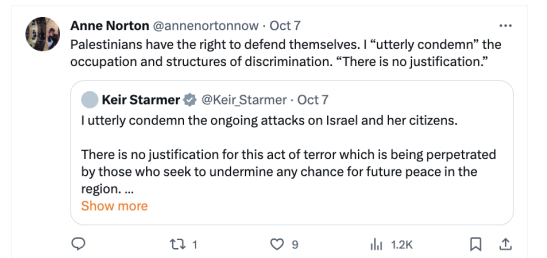 Anne Norton @annenortonnow · Oct 7
Palestinians have the right to defend themselves. I “utterly condemn” the
occupation and structures of discrimination. “There is no justification.”
Keir Starmer @Keir_Starmer · Oct 7
I utterly condemn the ongoing attacks on Israel and her citizens.
There is no justification for this act of terror which is being perpetrated
by those who seek to undermine any chance for future peace in the
region. ...
Show more
1 9 1.2K